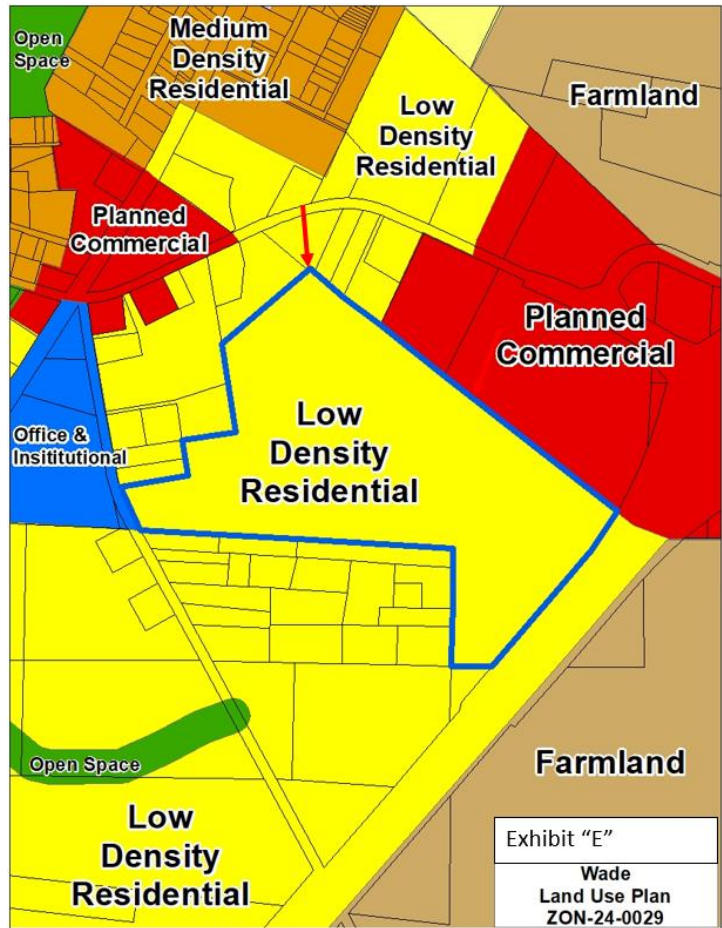 Open
Space
Medium
Density
Residential
Low
Density
Residential
Farmland
Planned
Commercial
Planned
Commercial
Office &
Insititutional
Low
Density
Residential
Open Space
Farmland
Low
Density
Residential
Exhibit “E”
Wade
Land Use Plan
ZON-24-0029